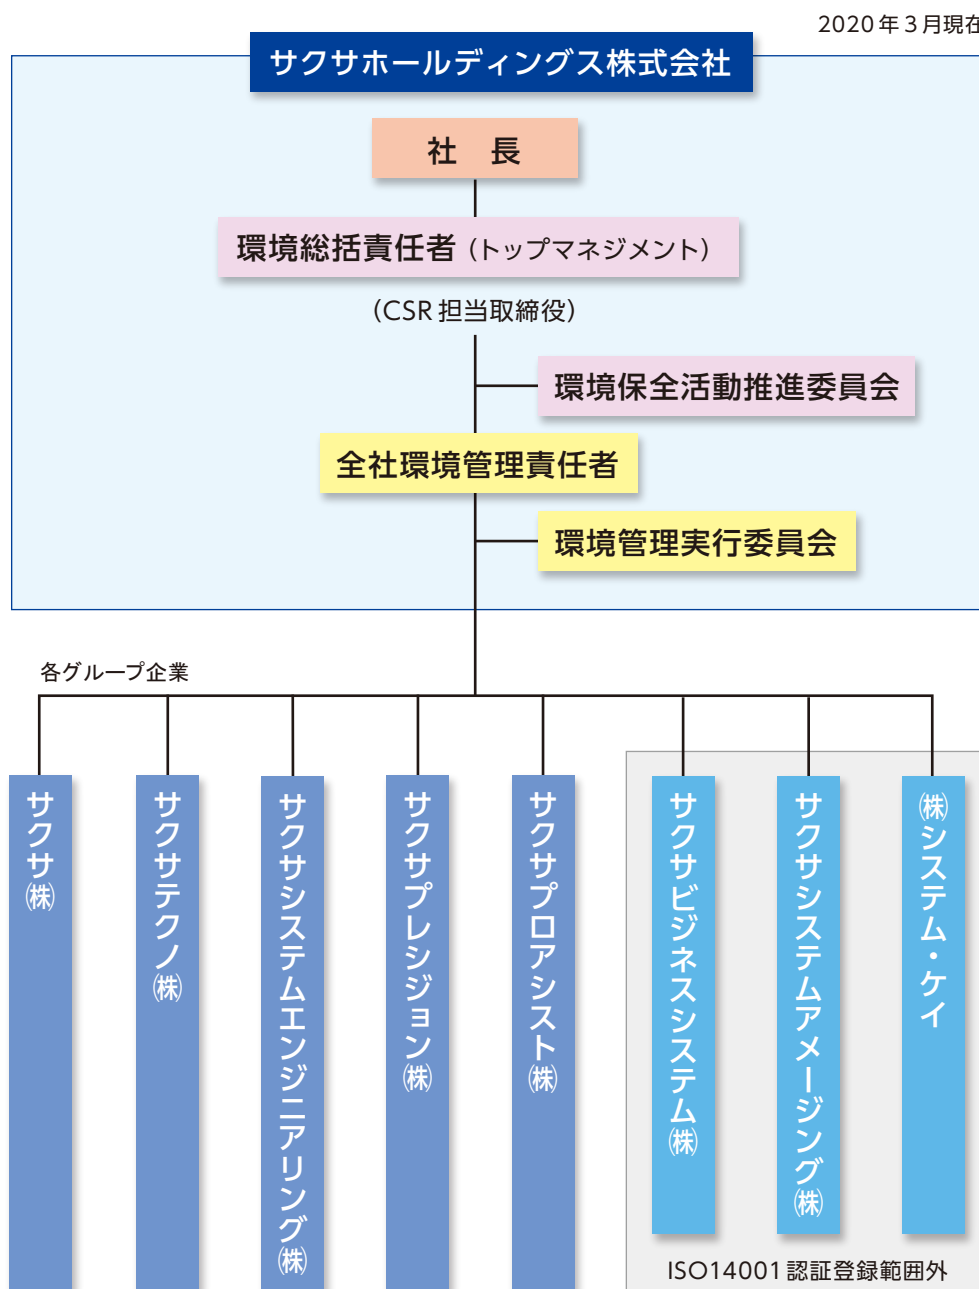 2020年3月現在
サクサホールディングス株式会社
社　長
環境総括責任者（トップマネジメント）
（CSR担当取締役）
環境保全活動推進委員会
全社環境管理責任者
環境管理実行委員会
各グループ企業
サクサ㈱
サクサテクノ㈱
サクサシステムエンジニアリング㈱
サクサプレシジョン㈱
サクサプロアシスト㈱
サクサビジネスシステム㈱
サクサシステムアメージング㈱
㈱システム・ケイ
ISO14001認証登録範囲外